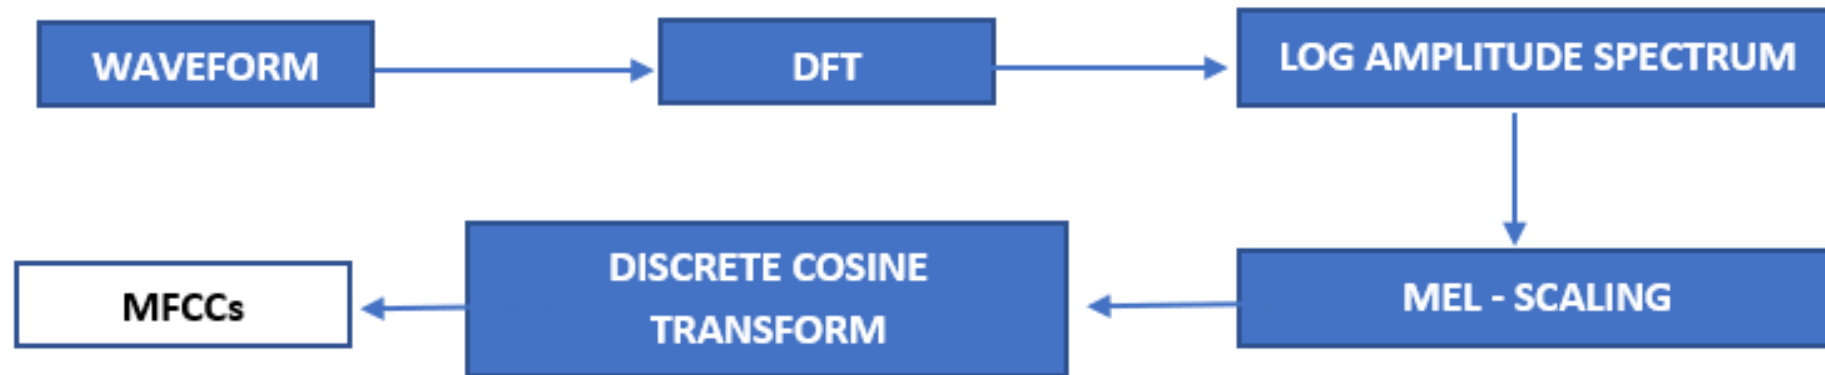 WAVEFORM
DFT
LOG AMPLITUDE SPECTRUM
MEL - SCALING
DISCRETE COSINE
TRANSFORM
MFCCs